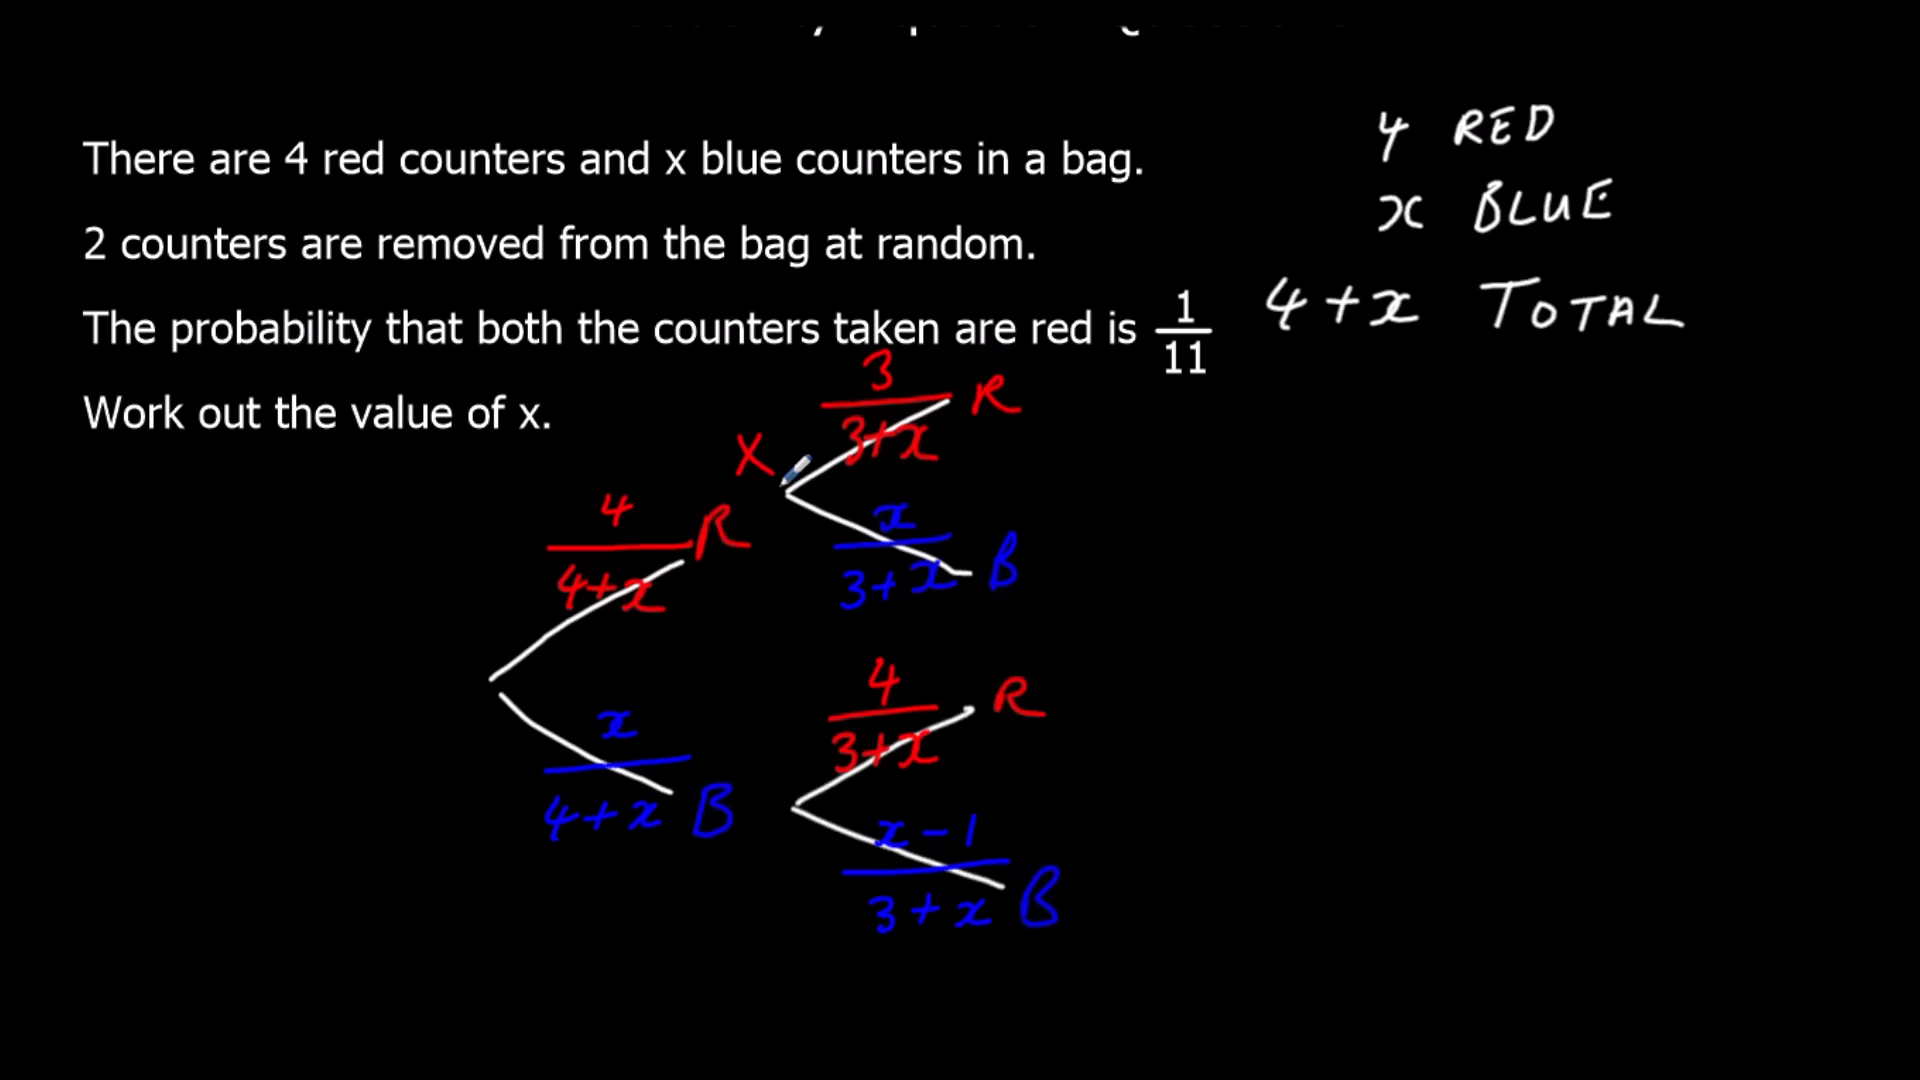 There are 4 red counters and x blue counters in a bag.
2 counters are removed from the bag at random.
The probability that both the counters taken are red is 1/11
Work out the value of x.
4 RED
x BLUE
4+x TOTAL
4/4+x R
x/4+x B
X
3/3+x R
x/3+x B
4/3+x R
x-1/3+x B